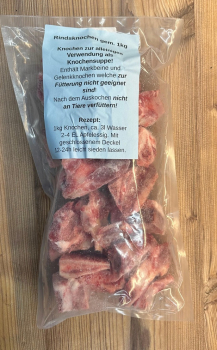 Rindsknochen gem. 1kg
Knochen zur alleinigen
Verwendung als
Knochensuppe!
Enthält Markbeine und
Gelenkknochen welche zur
Fütterung nicht geeignet
sind!
Nach dem Auskochen nicht
an Tiere verfüttern!
Rezept:
1kg Knochen, ca. 3l Wasser
2-4 EL Apfelessig. Mit
geschlossenem Deckel
12-24h leicht sieden lassen.